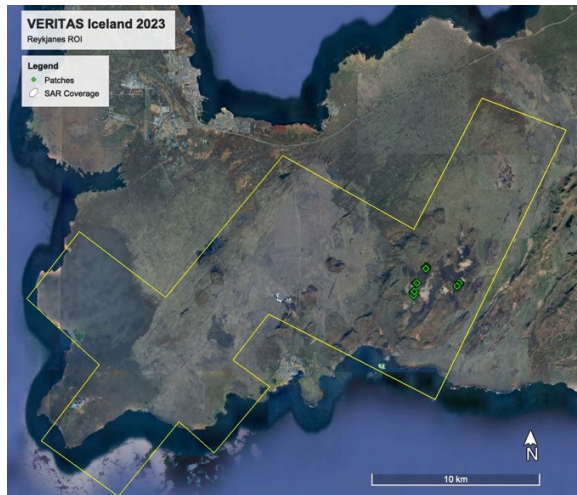 VERITAS Iceland 2023
Reykjanes ROI
Legend
Patches
SAR Coverage
N
10 km